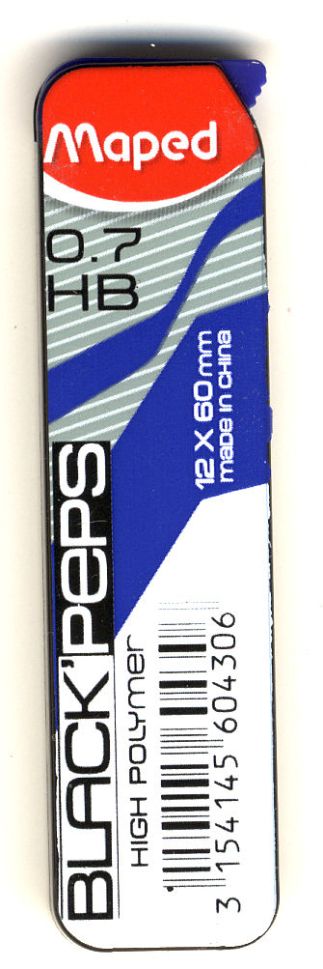 Maped
0.7
HB
12 X 60 mm
made in China
BLACK'PEPS
HIGH POLYMER
3 154145 604306